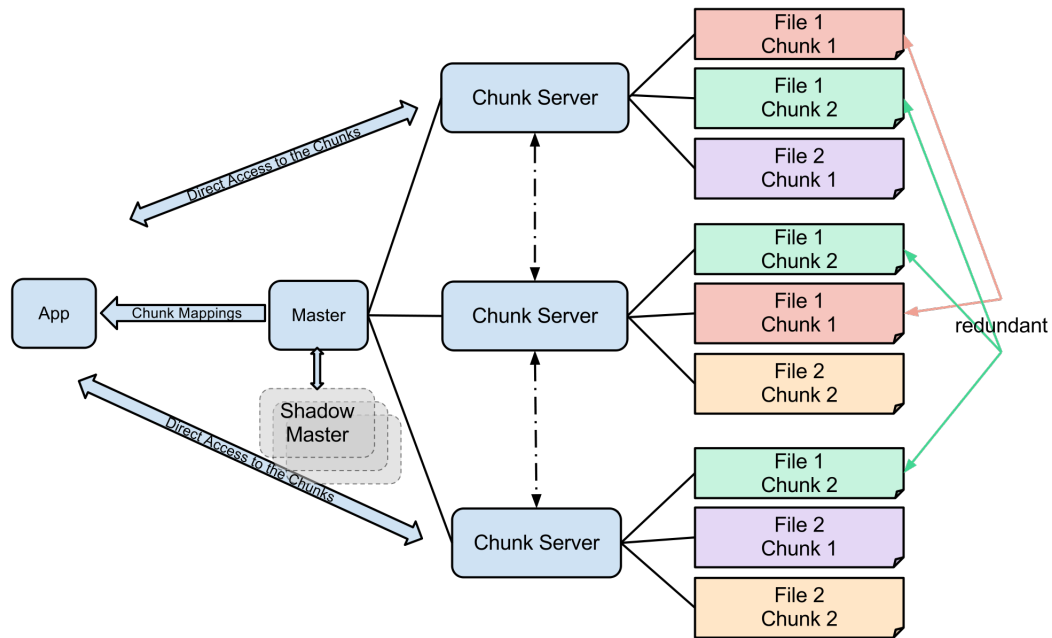 File 1
Chunk 1
File 1
Chunk 2
File 2
Chunk 1
Chunk Server
Direct Access to the Chunks
File 1
Chunk 2
File 1
Chunk 1
File 2
Chunk 2
redundant
App
Chunk Mappings
Master
Chunk Server
Shadow
Master
Direct Access to the Chunks
File 1
Chunk 2
File 2
Chunk 1
File 2
Chunk 2
Chunk Server